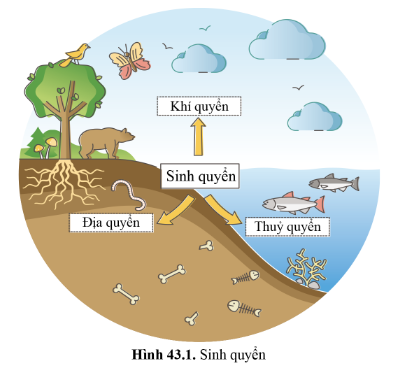 Khí quyển
Sinh quyển
Địa quyển
Thuỷ quyển
Hình 43.1. Sinh quyển